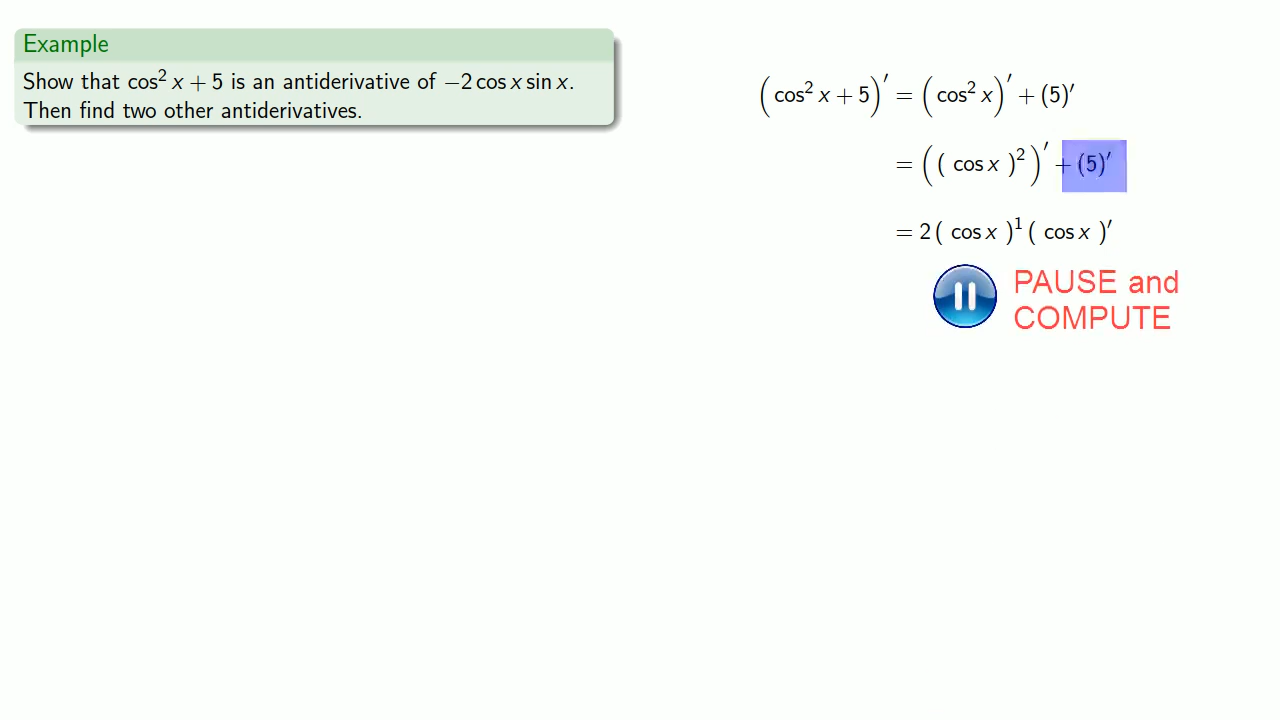 Example
Show that cos² x + 5 is an antiderivative of −2 cos x sin x.
Then find two other antiderivatives.
(cos² x + 5)′ = (cos² x)′ + (5)′
= (( cos x )²)′ + (5)′
= 2 ( cos x )¹ ( cos x )′
PAUSE and
COMPUTE